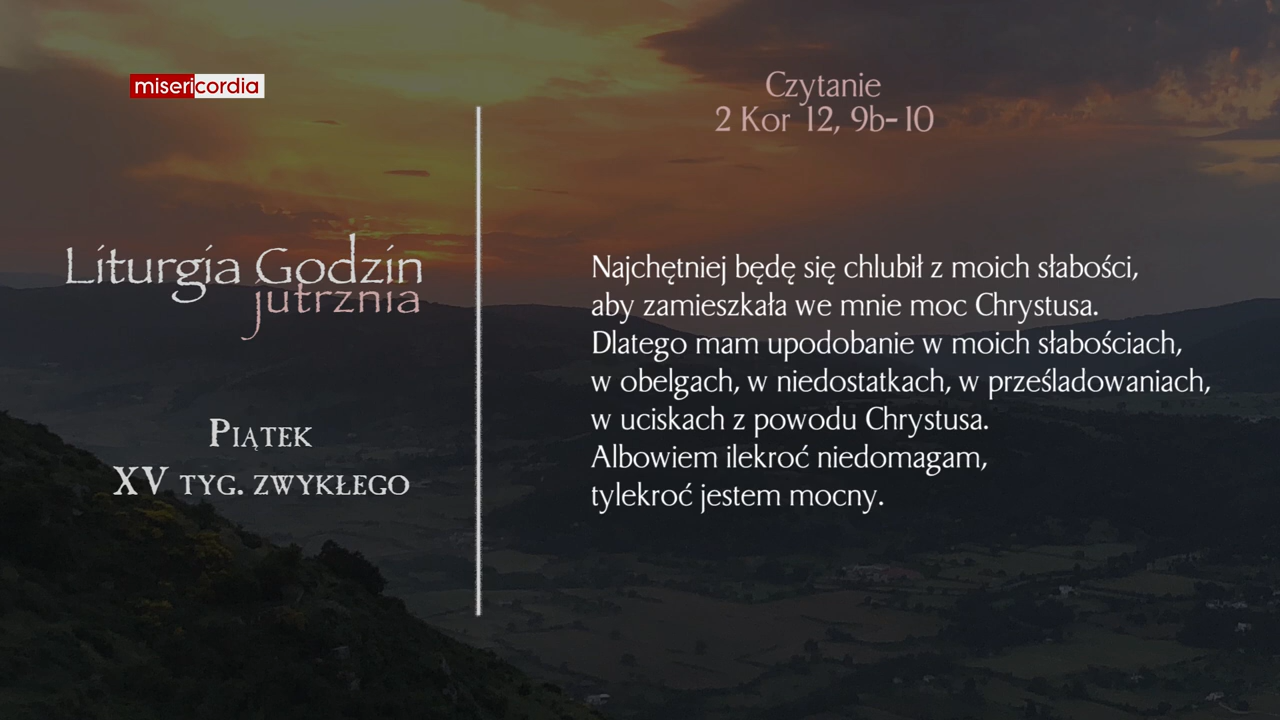 misericordia
Liturgia Godzin
jutrznia
Piątek
XV tyg. zwykłego
Czytanie
2 Kor 12, 9b-10
Najchętniej będę się chlubił z moich słabości,
aby zamieszkała we mnie moc Chrystusa.
Dlatego mam upodobanie w moich słabościach,
w obelgach, w niedostatkach, w prześladowaniach,
w uciskach z powodu Chrystusa.
Albowiem ilekroć niedomagam,
tylekroć jestem mocny.